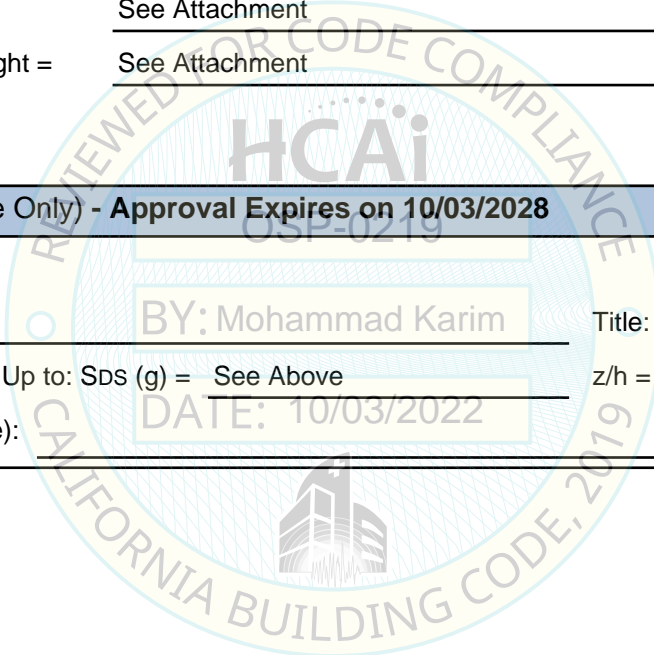 See Attachment
ght = See Attachment
REVIEWED FOR CODE COMPLIANCE
HCAi
e Only) - Approval Expires on 10/03/2028
OSP-0219
BY: Mohammad Karim
Title:
Up to: SDS (g) = See Above z/h =
DATE: 10/03/2022
e):
CALIFORNIA BUILDING CODE, 2019